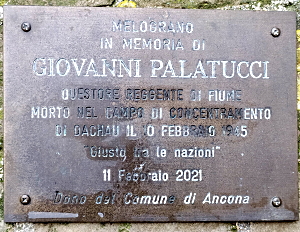 MELOGRANO
IN MEMORIA DI
GIOVANNI PALATUCCI
QUESTORE REGGENTE DI FIUME
MORTO NEL CAMPO DI CONCENTRAMENTO
DI DACHAU IL 10 FEBBRAIO 1945
"Giusto tra le nazioni"
11 Febbraio 2021
Dono del Comune di Ancona